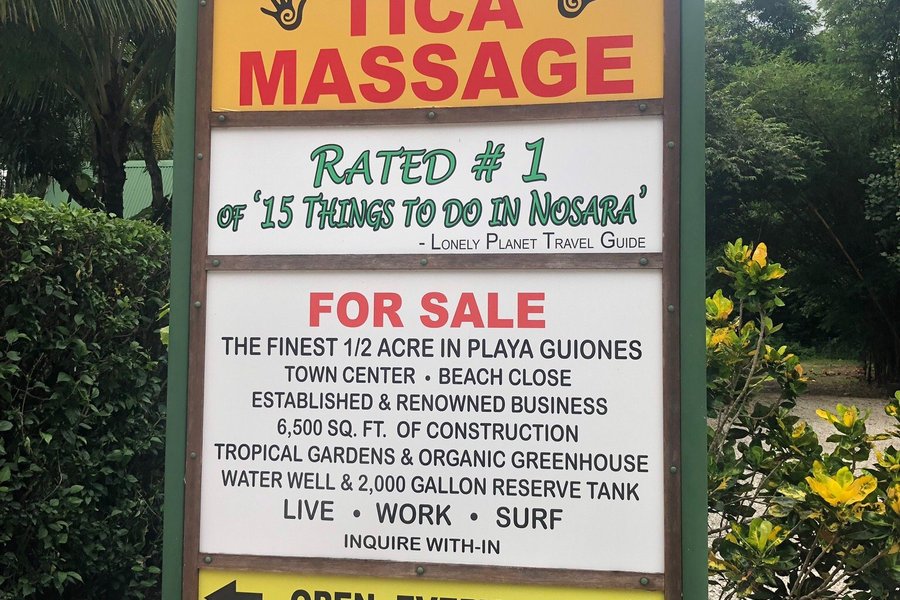 TICA
MASSAGE
RATED # 1
OF '15 THINGS TO DO IN NOSARA'
- LONELY PLANET TRAVEL GUIDE
FOR SALE
THE FINEST 1/2 ACRE IN PLAYA GUIONES
TOWN CENTER • BEACH CLOSE
ESTABLISHED & RENOWNED BUSINESS
6,500 SQ. FT. OF CONSTRUCTION
TROPICAL GARDENS & ORGANIC GREENHOUSE
WATER WELL & 2,000 GALLON RESERVE TANK
LIVE • WORK • SURF
INQUIRE WITH-IN
OPEN